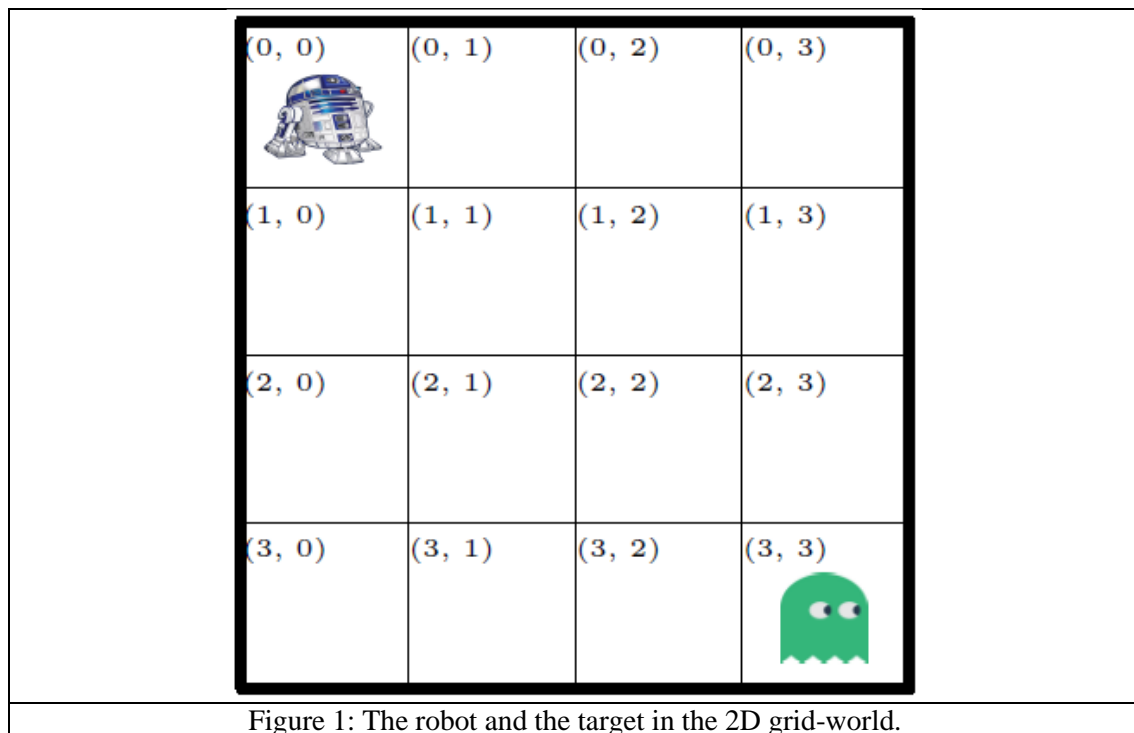 (0, 0) (0, 1) (0, 2) (0, 3)
(1, 0) (1, 1) (1, 2) (1, 3)
(2, 0) (2, 1) (2, 2) (2, 3)
(3, 0) (3, 1) (3, 2) (3, 3)
Figure 1: The robot and the target in the 2D grid-world.